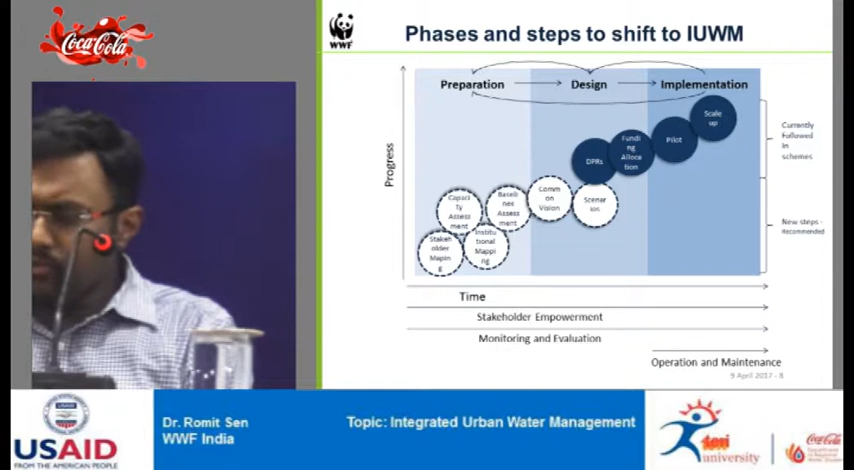 Coca-Cola
WWF
Phases and steps to shift to IUWM
Preparation
Design
Implementation
Progress
Scale
up
Pilot
Fundi
ng
Alloca
tion
DPRs
Comm
on
Vision
Scenar
ios
Capaci
ty
Assess
ment
Baseli
nes
Assess
ment
Stakeh
older
Maping
Institu
tional
Mappi
ng
Currently
Followed
in
schemes
New steps -
Recommended
Time
Stakeholder Empowerment
Monitoring and Evaluation
Operation and Maintenance
9 April 2017 - 8
USAID
FROM THE AMERICAN PEOPLE
Dr. Romit Sen
WWF India
Topic: Integrated Urban Water Management
teri
university
Coca-Cola